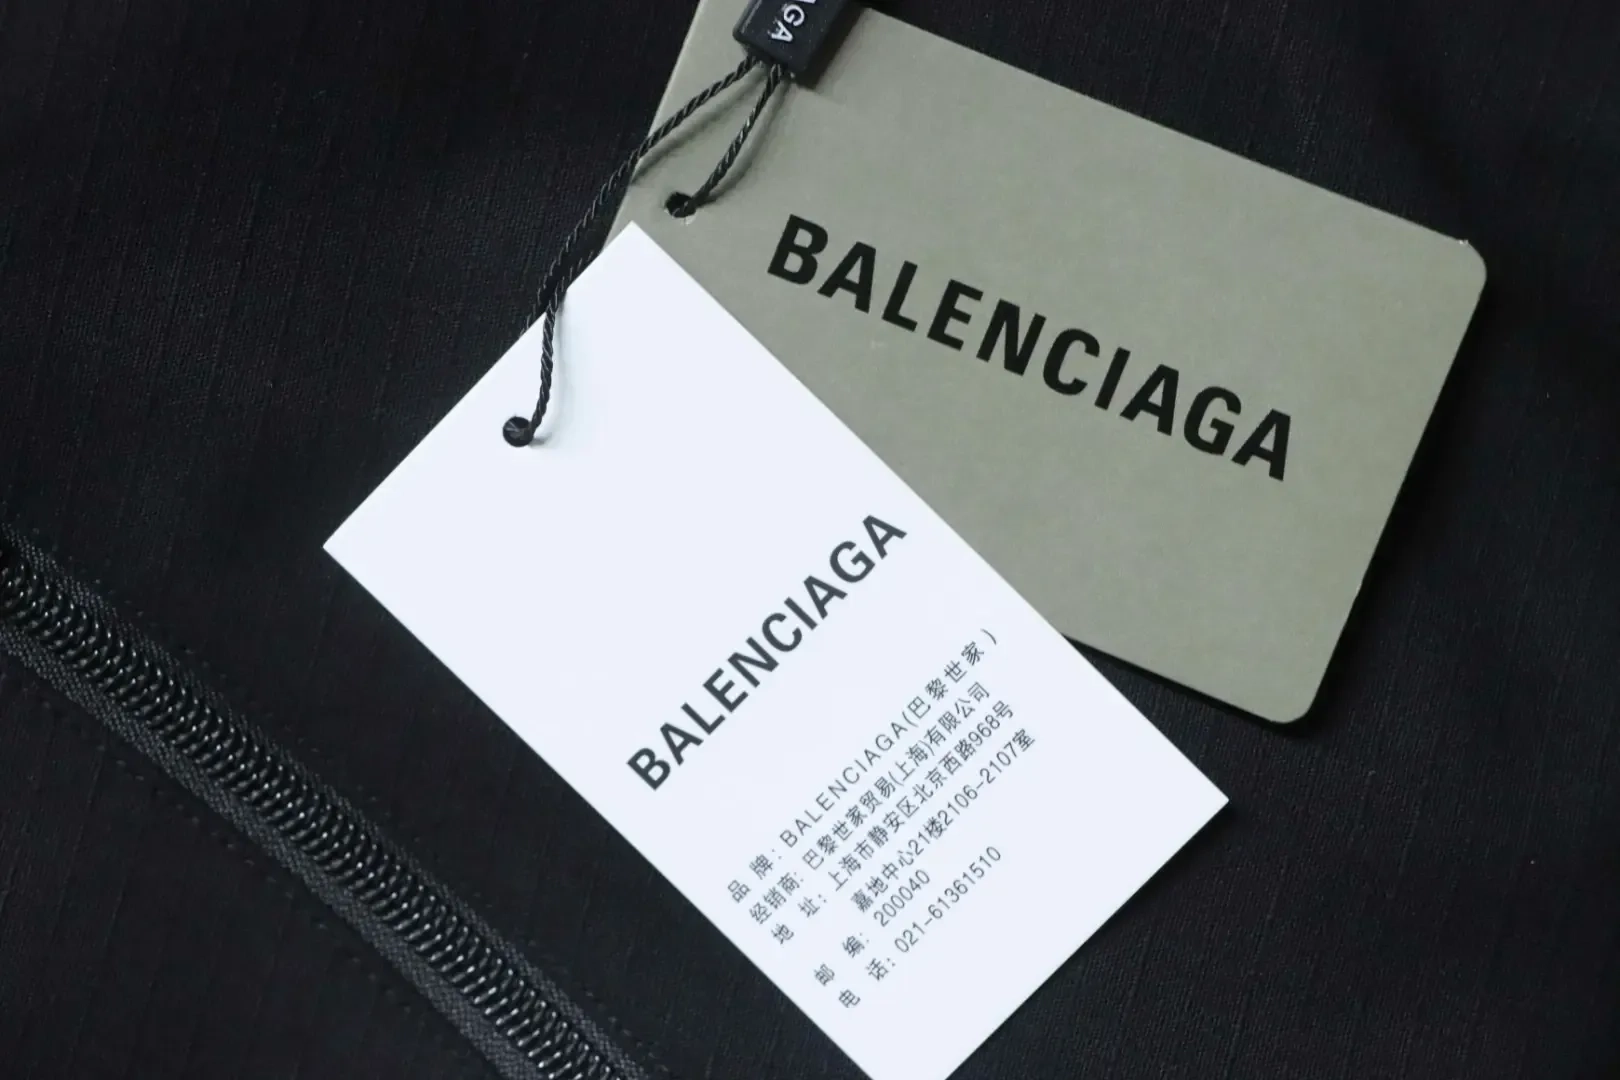 GA
BALENCIAGA
BALENCIAGA
品 牌：BALENCIAGA(巴黎世家)
经销商：巴黎世家贸易(上海)有限公司
地 址：上海市静安区北京西路968号
嘉地中心21楼2106-2107室
邮 编：200040
电 话：021-61361510